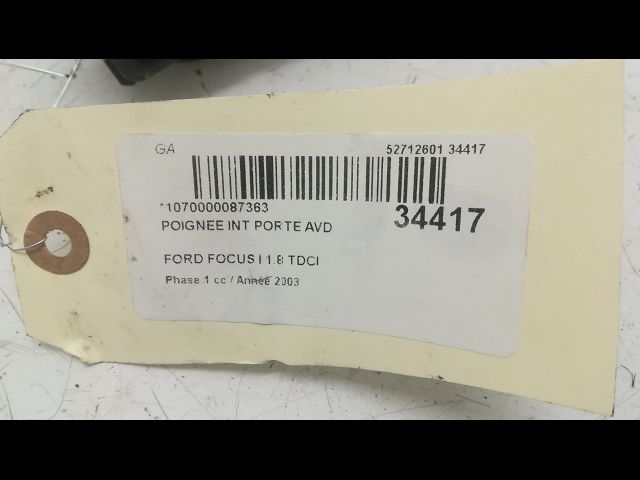 GA 52712601 34417
*1070000087363 34417
POIGNEE INT PORTE AVD
FORD FOCUS I 1.8 TDCI
Phase 1 cc / Année 2003